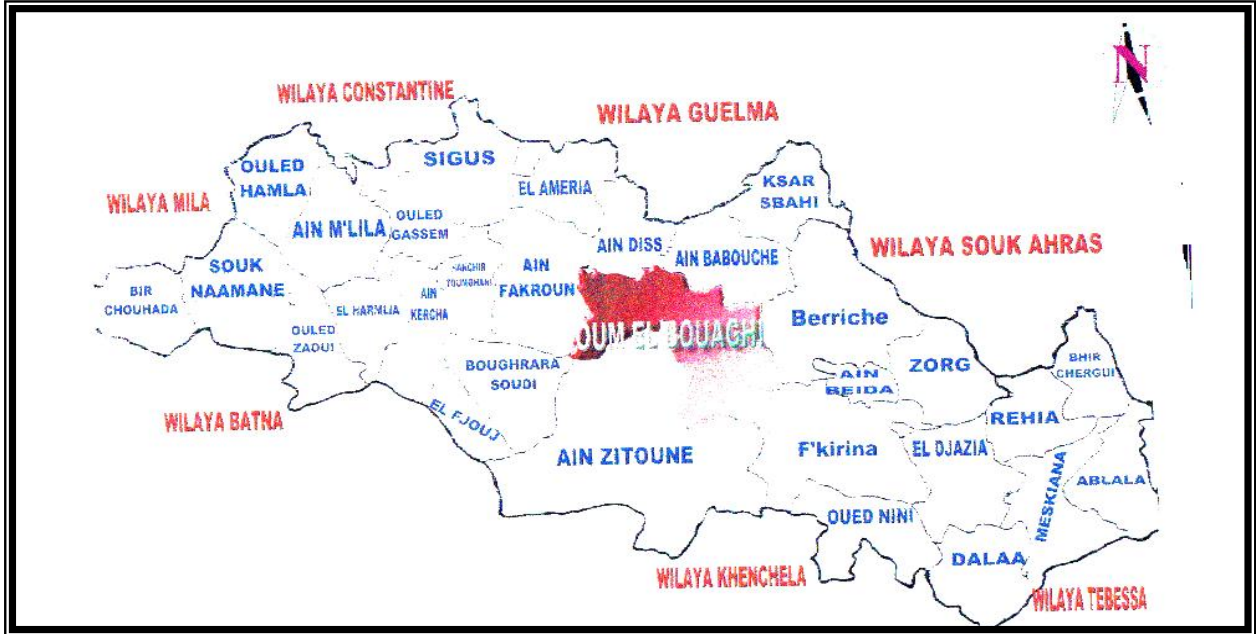 N
WILAYA CONSTANTINE
WILAYA GUELMA
WILAYA MILA
WILAYA SOUK AHRAS
WILAYA BATNA
WILAYA KHENCHELA
WILAYA TEBESSA
OULED
HAMLA
SIGUS
EL AMERIA
KSAR
SBAHI
AIN M'LILA
OULED
GASSEM
AIN DISS
AIN BABOUCHE
BIR
CHOUHADA
SOUK
NAAMANE
EL HARMLIA
AIN
KERCHA
AIN
FAKROUN
OUM EL BOUAGHI
Berriche
OULED
ZAOUI
BOUGHRARA
SOUDI
AIN
BEIDA
ZORG
BHIR
CHERGUI
EL FJOUJ
AIN ZITOUNE
F'kirina
EL DJAZIA
REHIA
MESKIANA
ABLALA
OUED NINI
DALAA